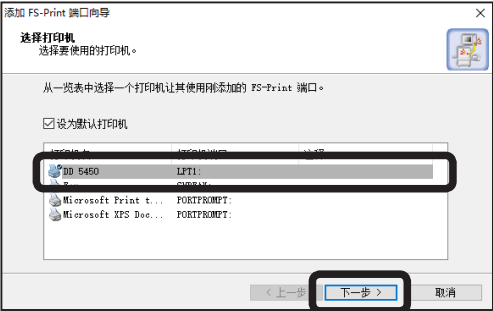 添加 FS-Print 端口向导
选择打印机
选择要使用的打印机。
从一览表中选择一个打印机让其使用刚添加的 FS-Print 端口。
设为默认打印机
DD 5450 LPT1:
Microsoft Print t... PORTPROMPT:
Microsoft XPS Doc... PORTPROMPT:
< 上一步 下一步 > 取消